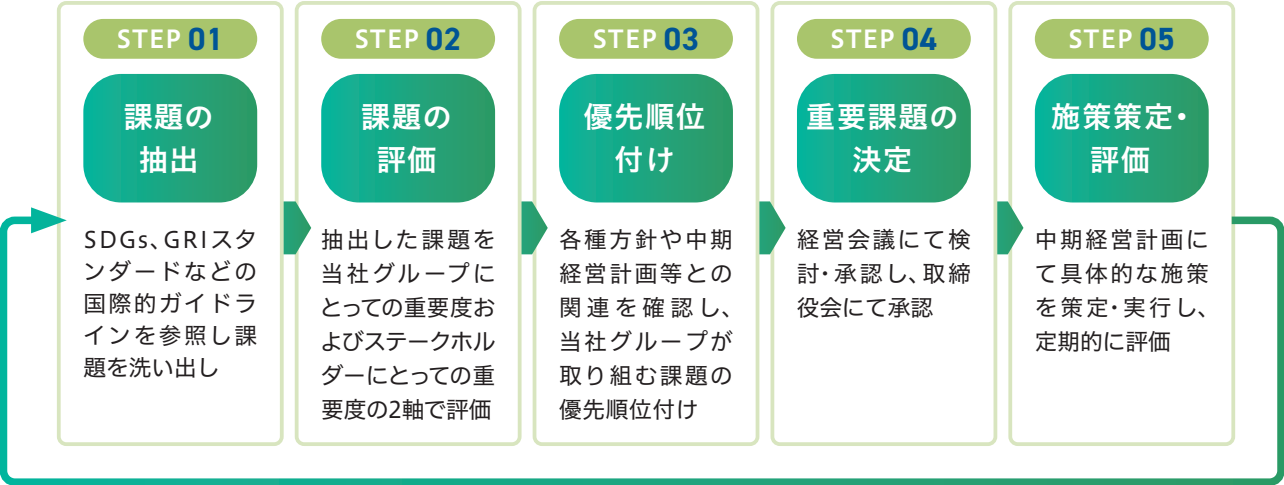 STEP 01
課題の
抽出
SDGs、GRIスタ
ンダードなどの
国際的ガイドラ
インを参照し課
題を洗い出し
STEP 02
課題の
評価
抽出した課題を
当社グループに
とっての重要度お
よびステークホル
ダーにとっての重
要度の2軸で評価
STEP 03
優先順位
付け
各種方針や中期
経営計画等との
関連を確認し、
当社グループが
取り組む課題の
優先順位付け
STEP 04
重要課題の
決定
経営会議にて検
討・承認し、取締
役会にて承認
STEP 05
施策策定・
評価
中期経営計画に
て具体的な施策
を策定・実行し、
定期的に評価